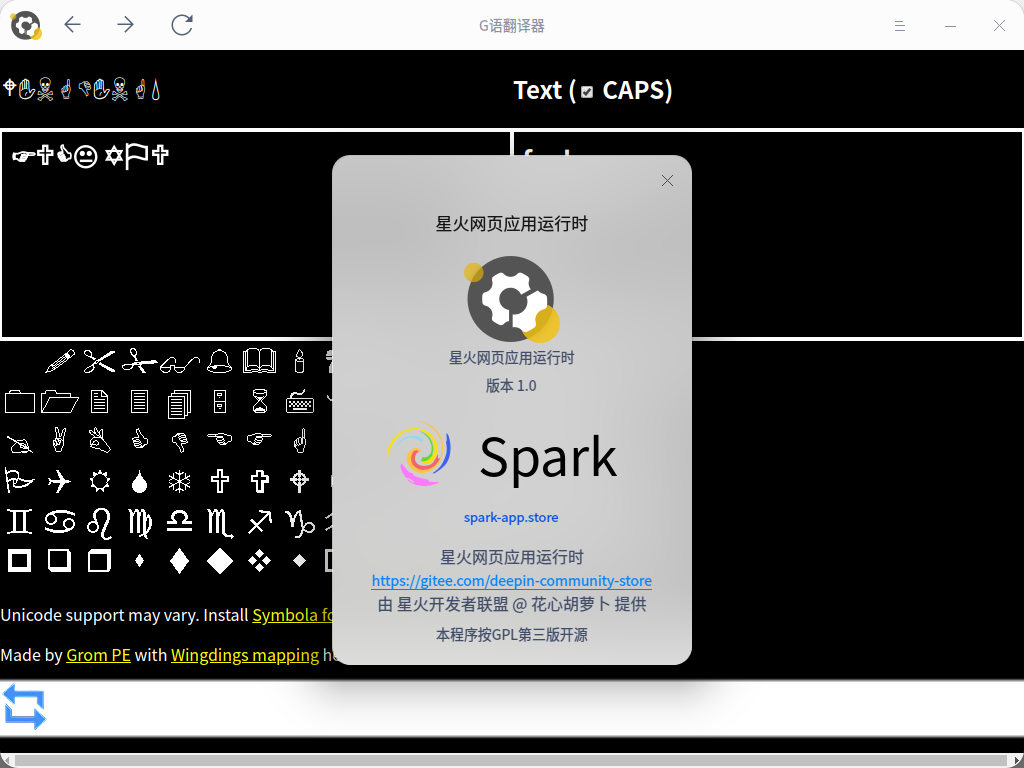 G语翻译器
Text ( CAPS)
星火网页应用运行时
星火网页应用运行时
版本 1.0
Spark
spark-app.store
星火网页应用运行时
https://gitee.com/deepin-community-store
由 星火开发者联盟 @ 花心胡萝卜 提供
本程序按GPL第三版开源
Unicode support may vary. Install Symbola
Made by Grom PE with Wingdings mapping